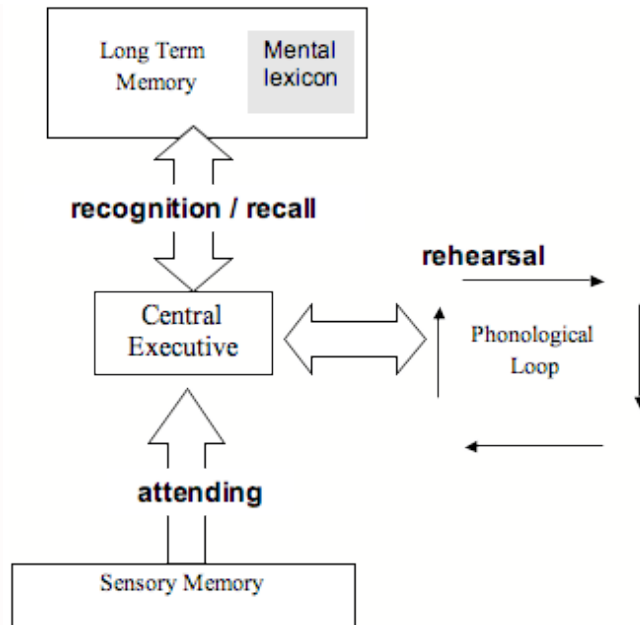 Long Term
Memory
Mental
lexicon
recognition / recall
rehearsal
Central
Executive
Phonological
Loop
attending
Sensory Memory